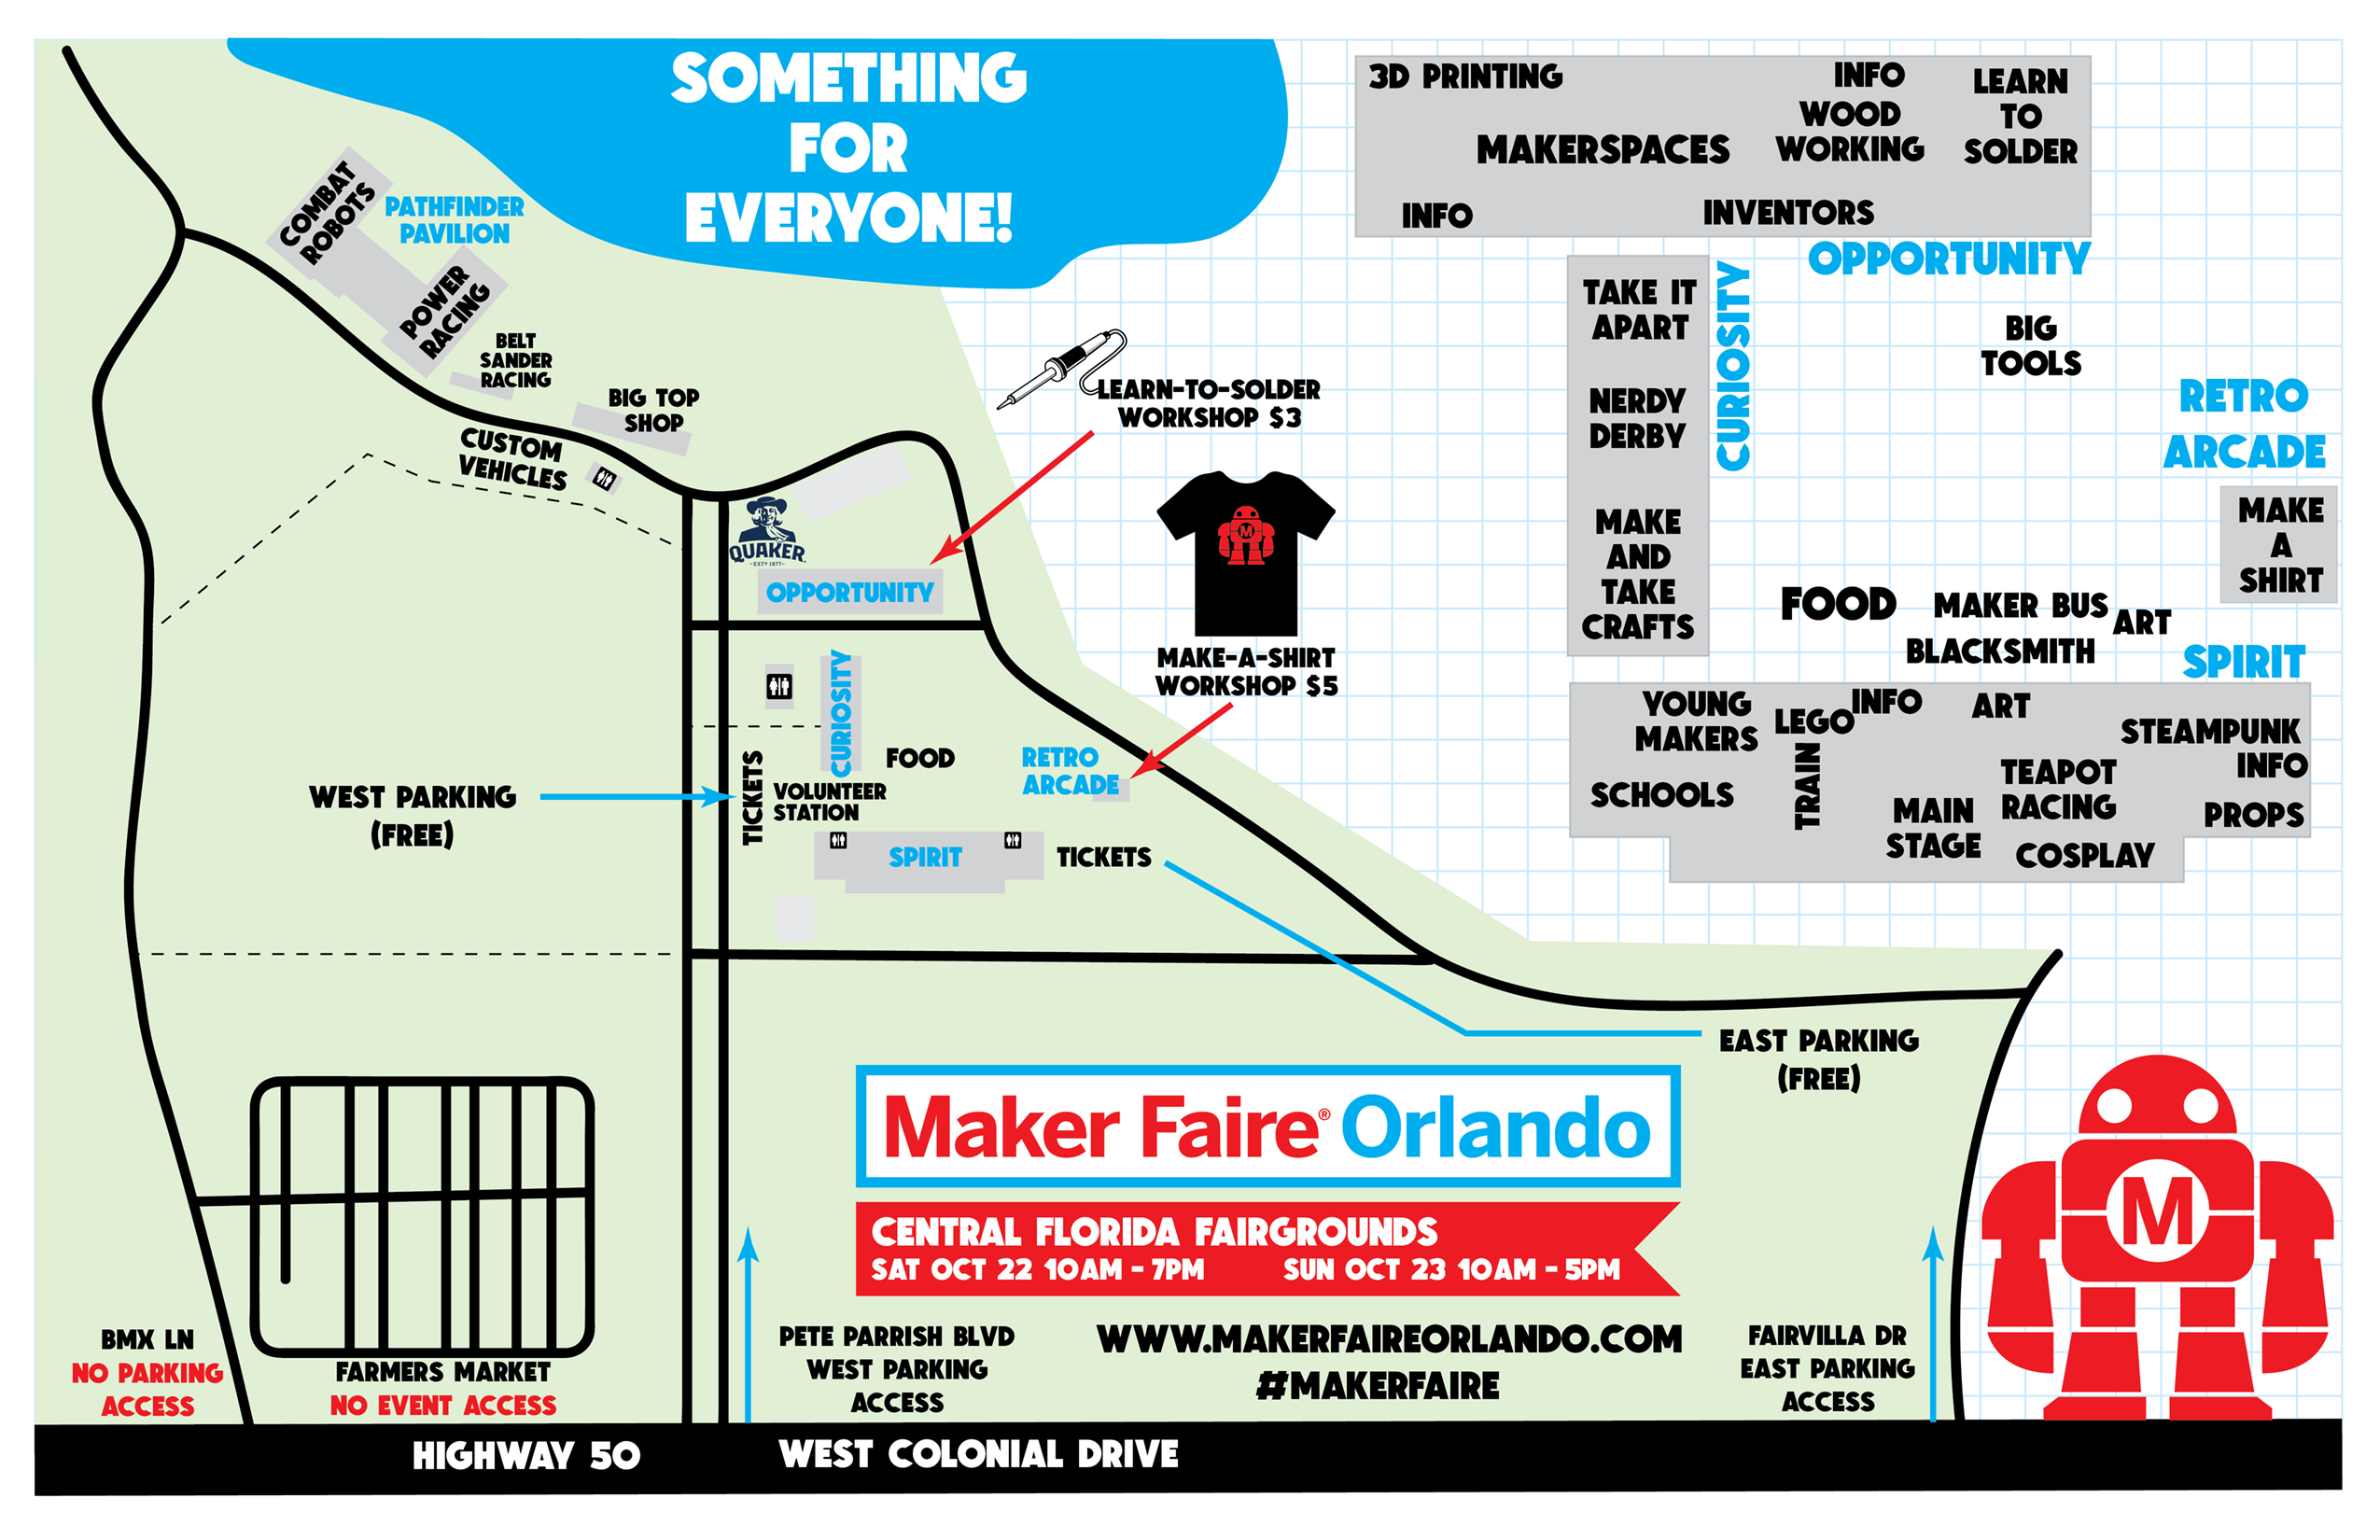 SOMETHING
FOR
EVERYONE!
COMBAT
ROBOTS
PATHFINDER
PAVILION
POWER
RACING
BELT
SANDER
RACING
BIG TOP
SHOP
CUSTOM
VEHICLES
QUAKER
EST? 1877
OPPORTUNITY
LEARN-TO-SOLDER
WORKSHOP $3
M
MAKE-A-SHIRT
WORKSHOP $5
CURIOSITY
TICKETS
FOOD
RETRO
ARCADE
VOLUNTEER
STATION
SPIRIT
TICKETS
WEST PARKING
(FREE)
3D PRINTING
INFO
WOOD
WORKING
LEARN
TO
SOLDER
MAKERSPACES
INFO
INVENTORS
OPPORTUNITY
TAKE IT
APART
NERDY
DERBY
MAKE
AND
TAKE
CRAFTS
CURIOSITY
BIG
TOOLS
RETRO
ARCADE
MAKE
A
SHIRT
FOOD
MAKER BUS
ART
BLACKSMITH
SPIRIT
YOUNG
MAKERS
LEGO
TRAIN
INFO
ART
STEAMPUNK
INFO
SCHOOLS
TEAPOT
RACING
MAIN
STAGE
PROPS
COSPLAY
EAST PARKING
(FREE)
Maker Faire® Orlando
CENTRAL FLORIDA FAIRGROUNDS
SAT OCT 22 10AM - 7PM SUN OCT 23 10AM - 5PM
WWW.MAKERFAIREORLANDO.COM
#MAKERFAIRE
BMX LN
NO PARKING
ACCESS
FARMERS MARKET
NO EVENT ACCESS
PETE PARRISH BLVD
WEST PARKING
ACCESS
FAIRVILLA DR
EAST PARKING
ACCESS
M
HIGHWAY 50 WEST COLONIAL DRIVE